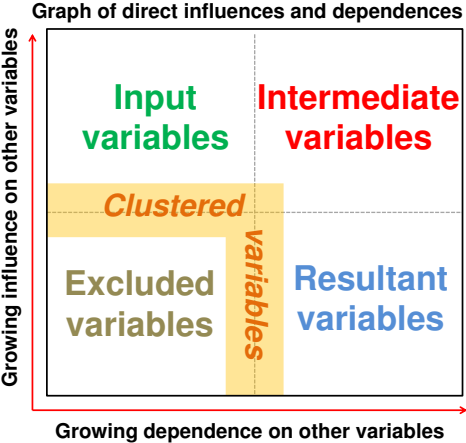 Graph of direct influences and dependences
Growing influence on other variables
Input
variables
Intermediate
variables
Clustered
variables
Excluded
variables
Resultant
variables
Growing dependence on other variables